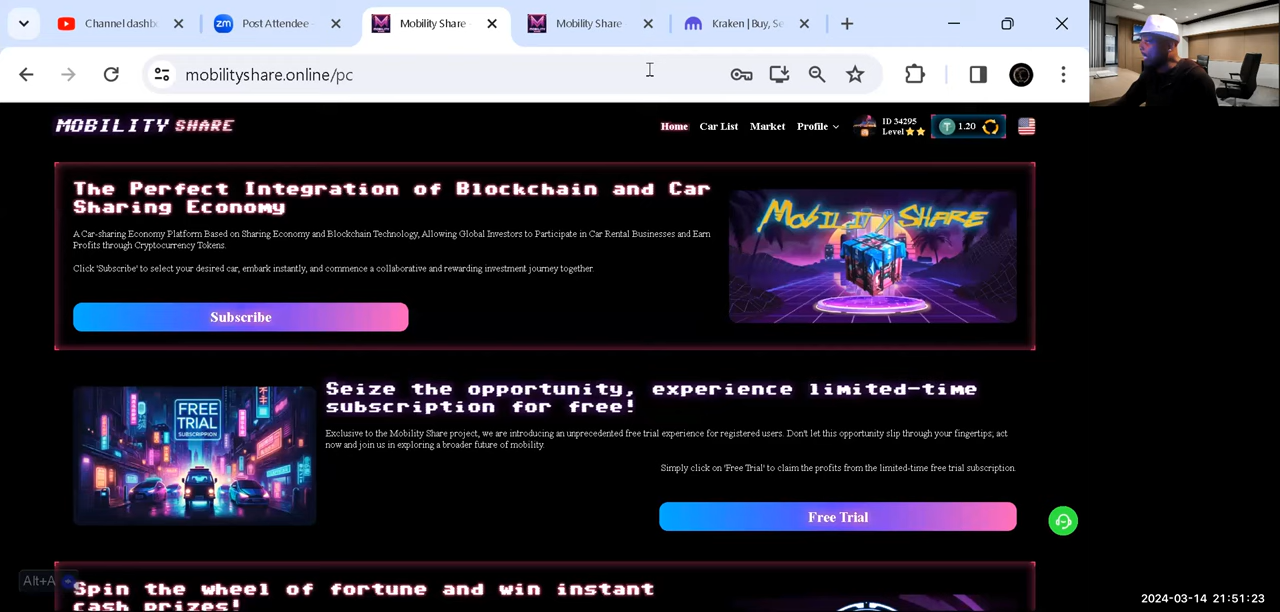 Channel dashb
Post Attendee -
Mobility Share
Mobility Share
Kraken | Buy, Se
zm
mobilityshare.online/pc
MOBILITY SHARE
Home
Car List
Market
Profile
ID 34295
Level
1.20
The Perfect Integration of Blockchain and Car
Sharing Economy
A Car-sharing Economy Platform Based on Sharing Economy and Blockchain Technology, Allowing Global Investors to Participate in Car Rental Businesses and Earn
Profits through Cryptocurrency Tokens.
Click 'Subscribe' to select your desired car, embark instantly, and commence a collaborative and rewarding investment journey together.
Subscribe
MOBILITY SHARE
FREE
TRIAL
SUBSCRIPPION
Seize the opportunity, experience limited-time
subscription for free!
Exclusive to the Mobility Share project, we are introducing an unprecedented free trial experience for registered users. Don't let this opportunity slip through your fingertips; act
now and join us in exploring a broader future of mobility.
Simply click on 'Free Trial' to claim the profits from the limited-time free trial subscription.
Free Trial
Alt+A
Spin the wheel of fortune and win instant
cash prizes!
2024-03-14 21:51:23